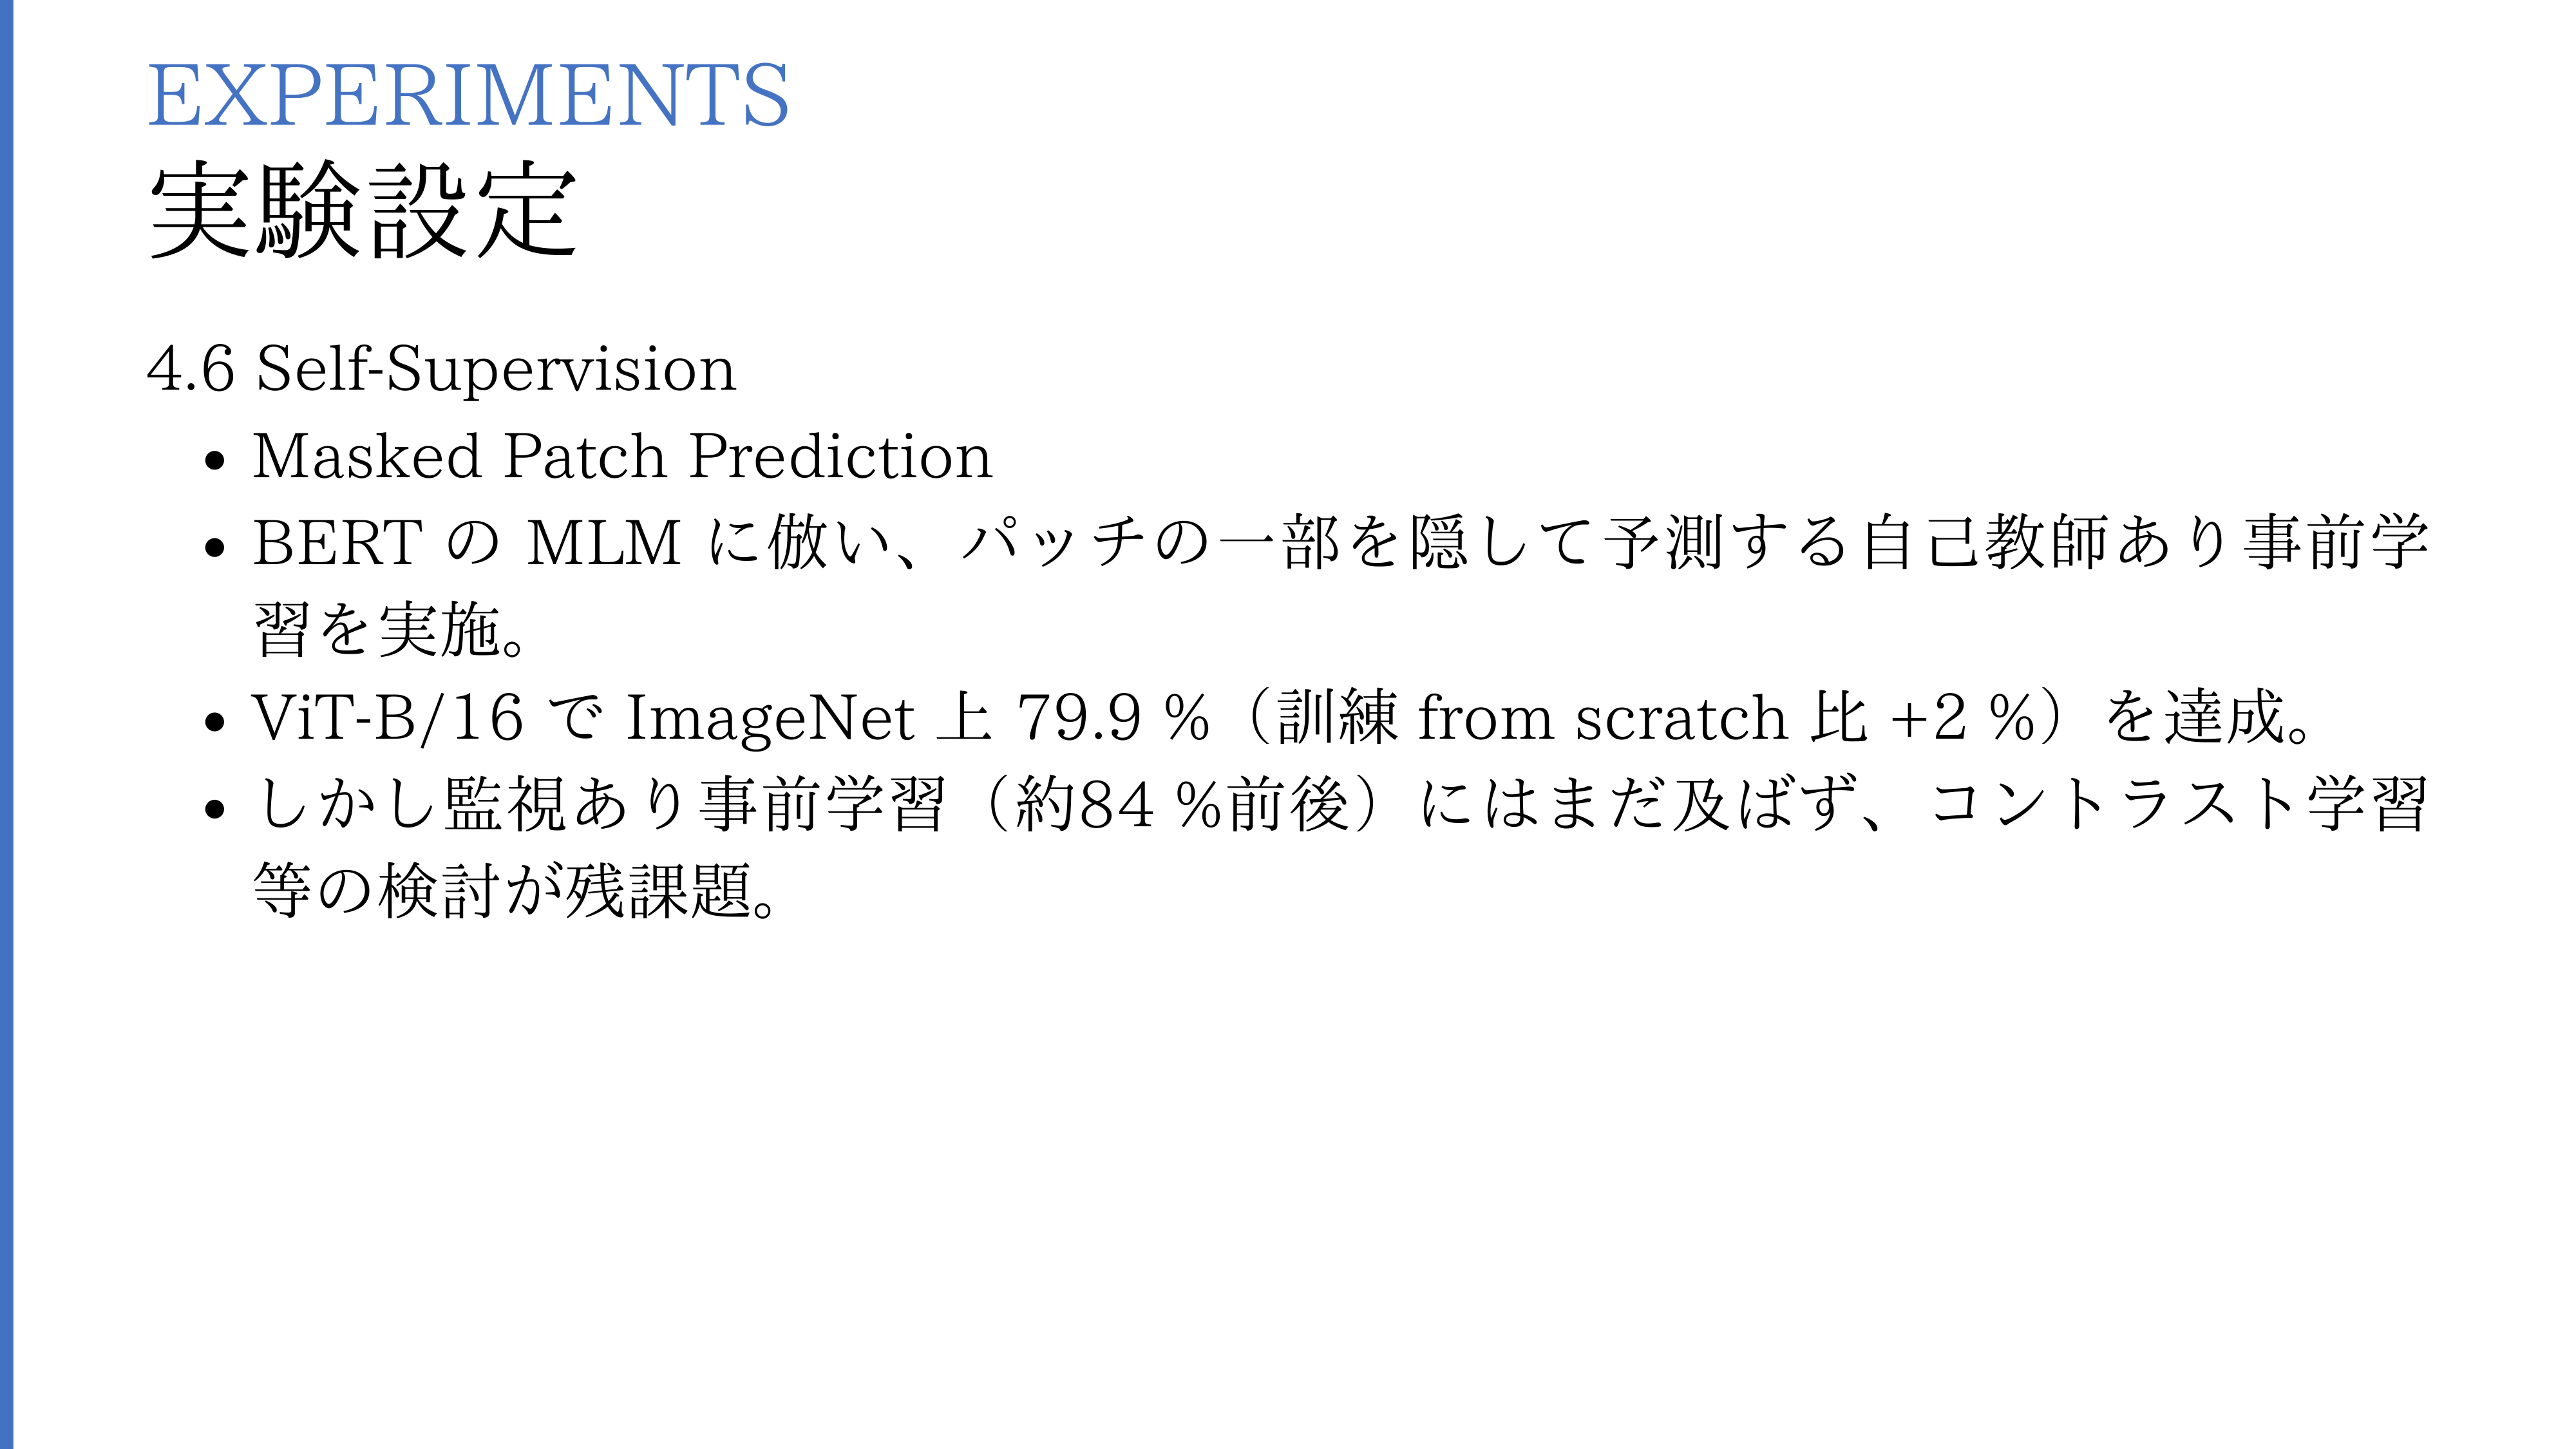 EXPERIMENTS
実験設定
4.6 Self-Supervision
• Masked Patch Prediction
• BERT の MLM に倣い、パッチの一部を隠して予測する自己教師あり事前学
習を実施。
• ViT-B/16 で ImageNet 上 79.9 %（訓練 from scratch 比 +2 %）を達成。
• しかし監視あり事前学習（約84 %前後）にはまだ及ばず、コントラスト学習
等の検討が残課題。